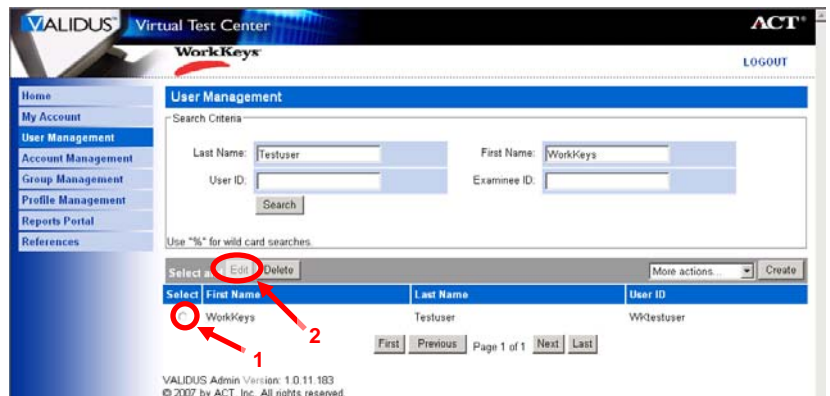 VALIDUS® Virtual Test Center ACT®
WorkKeys
LOGOUT
Home
My Account
User Management
Account Management
Group Management
Profile Management
Reports Portal
References
User Management
Search Criteria
Last Name: Testuser First Name: WorkKeys
User ID: Examinee ID:
Search
Use "%" for wild card searches.
Select Edit Delete More actions... Create
Select First Name Last Name User ID
WorkKeys Testuser WKtestuser
1 2
First Previous Page 1 of 1 Next Last
VALIDUS Admin Version: 1.0.11.183
© 2007 by ACT, Inc. All rights reserved.